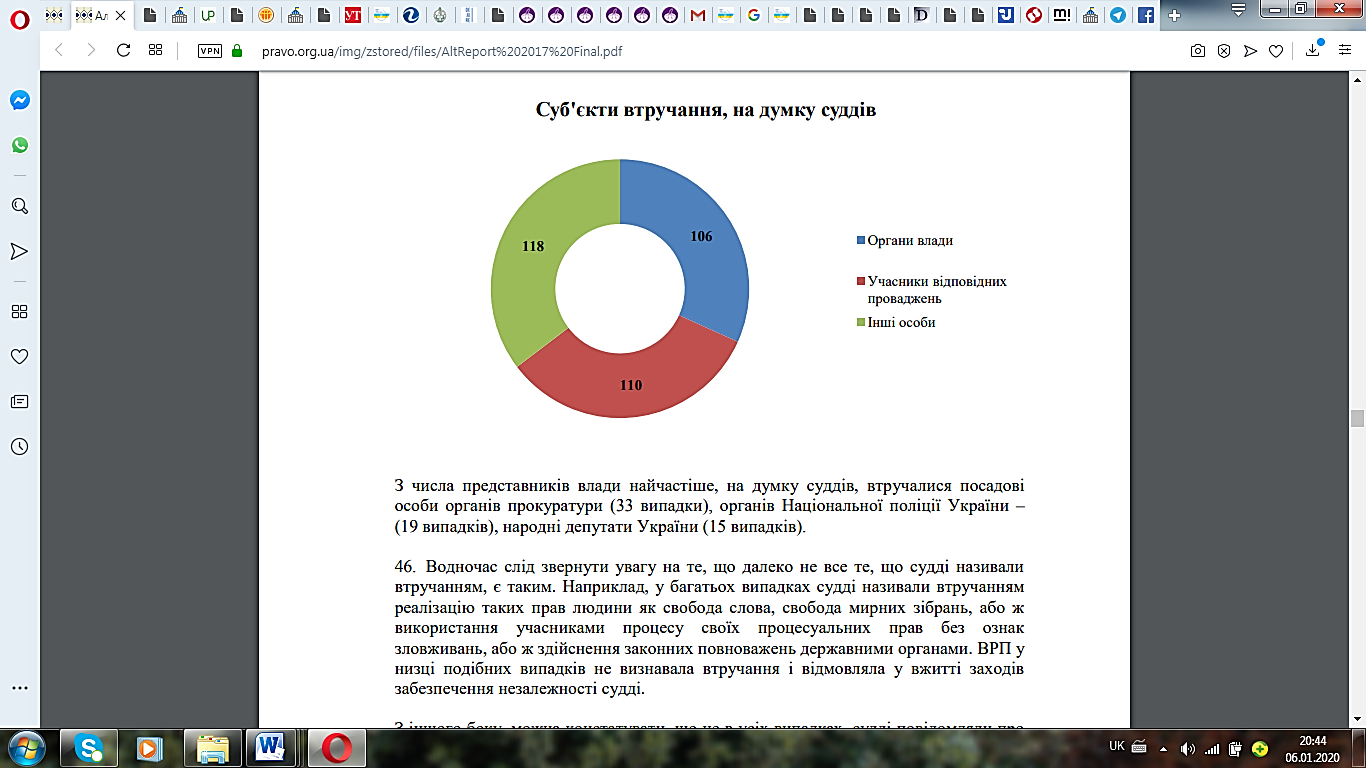 Ал
VPN
pravo.org.ua/img/zstored/files/AltReport%202017%20Final.pdf
Суб'єкти втручання, на думку суддів
118
106
110
Органи влади
Учасники відповідних
проваджень
Інші особи
З числа представників влади найчастіше, на думку суддів, втручалися посадові
особи органів прокуратури (33 випадки), органів Національної поліції України –
(19 випадків), народні депутати України (15 випадків).
46. Водночас слід звернути увагу на те, що далеко не все те, що судді називали
втручанням, є таким. Наприклад, у багатьох випадках судді називали втручанням
реалізацію таких прав людини як свобода слова, свобода мирних зібрань, або ж
використання учасниками процесу своїх процесуальних прав без ознак
зловживань, або ж здійснення законних повноважень державними органами. ВРП у
низці подібних випадків не визнавала втручання і відмовляла у вжитті заходів
забезпечення незалежності судді.
UK
20:44
06.01.2020